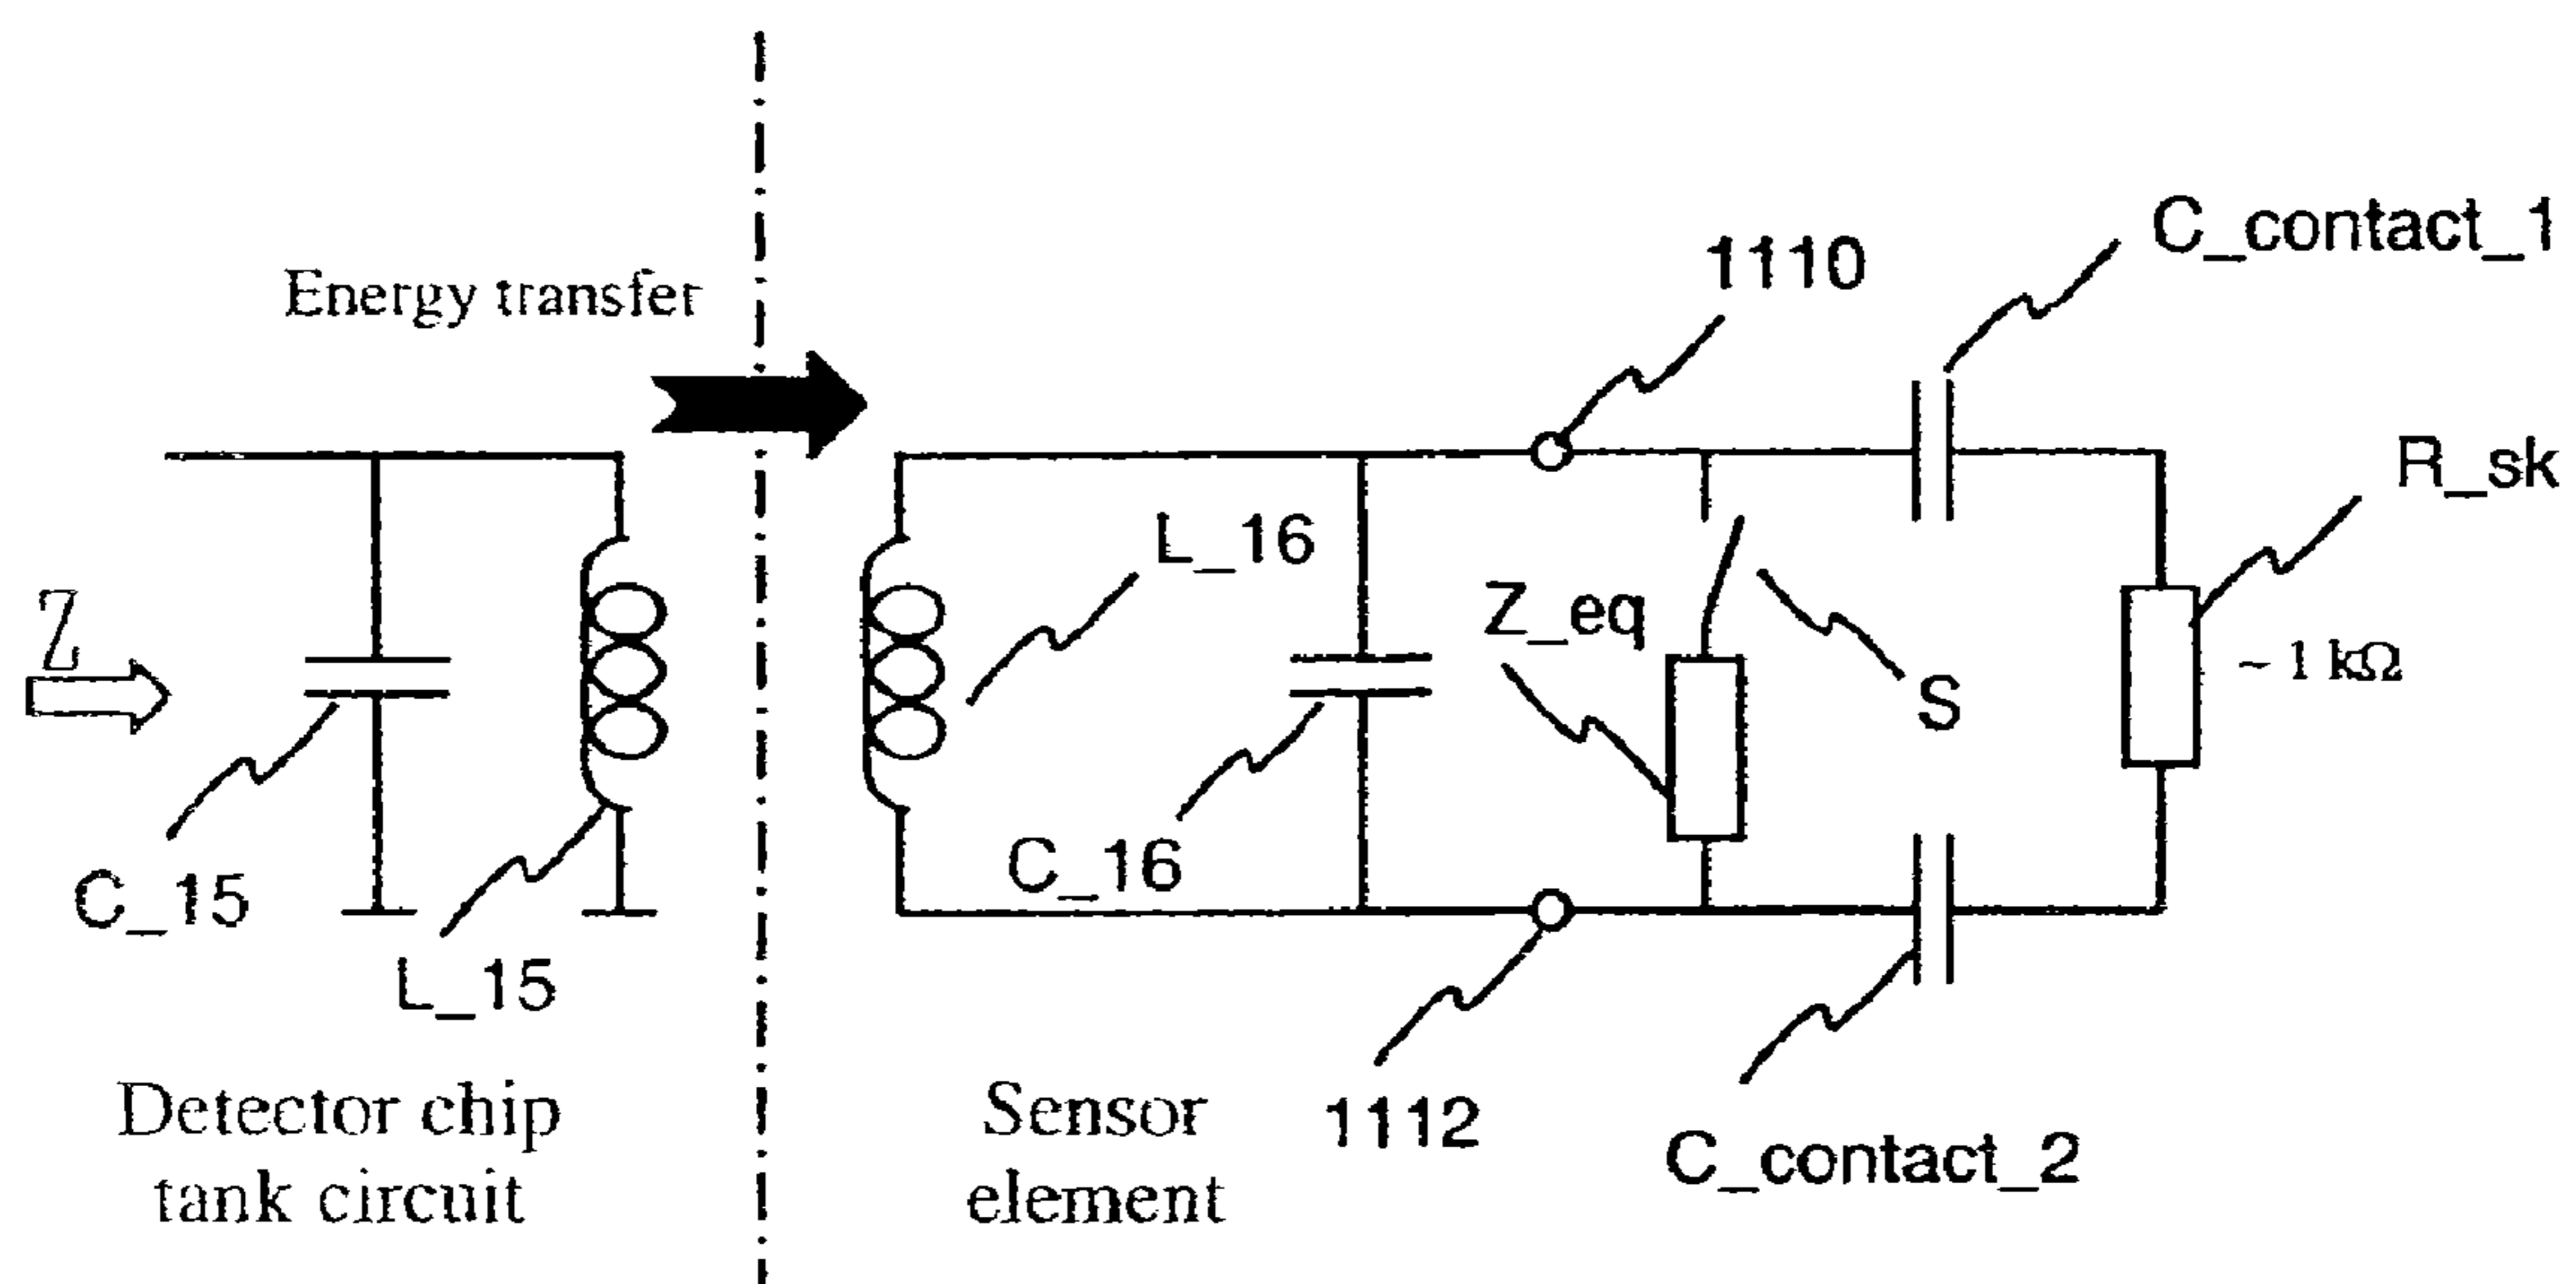 C_contact_1
1110
Energy transfer
R_sk
L_16
Z_eq
Z
~ 1 kΩ
S
C_16
C_15
L_15
Detector chip
tank circuit
Sensor
element
1112
C_contact_2